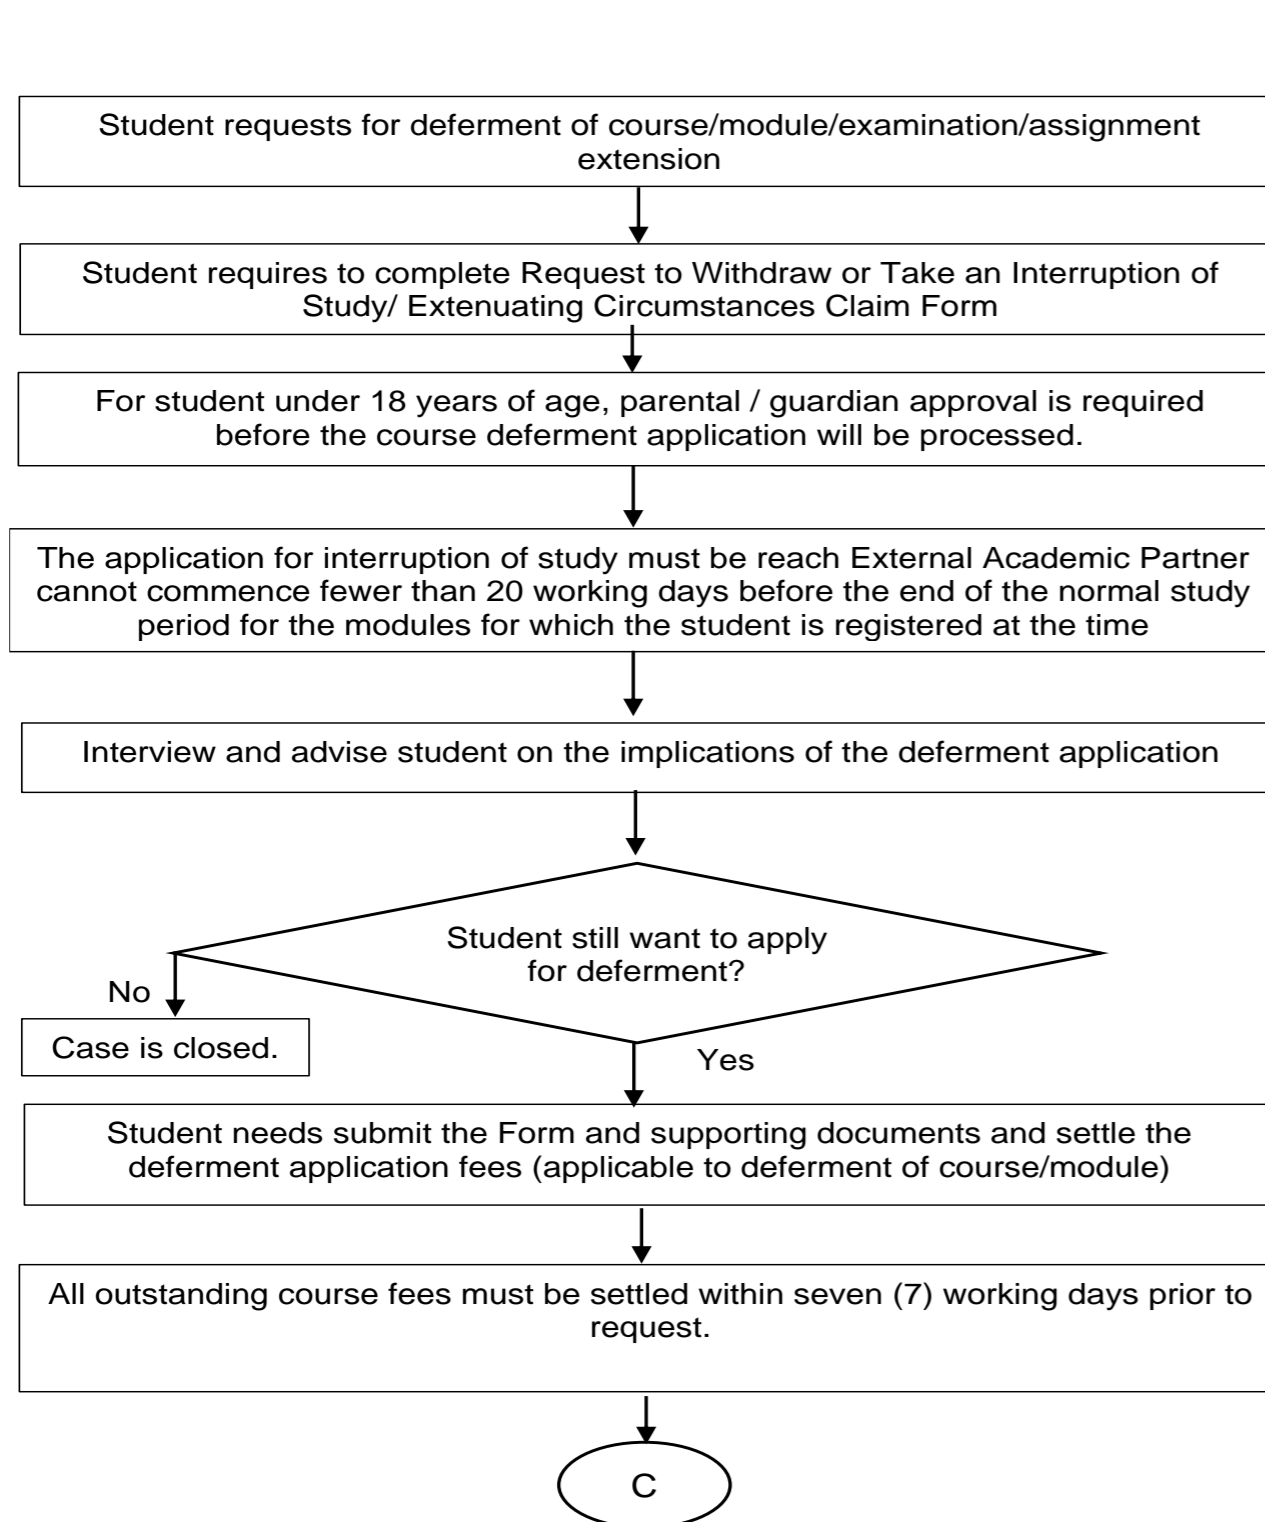 Student requests for deferment of course/module/examination/assignment
extension
Student requires to complete Request to Withdraw or Take an Interruption of
Study/ Extenuating Circumstances Claim Form
For student under 18 years of age, parental / guardian approval is required
before the course deferment application will be processed.
The application for interruption of study must be reach External Academic Partner
cannot commence fewer than 20 working days before the end of the normal study
period for the modules for which the student is registered at the time
Interview and advise student on the implications of the deferment application
Student still want to apply
for deferment?
No
Case is closed.
Yes
Student needs submit the Form and supporting documents and settle the
deferment application fees (applicable to deferment of course/module)
All outstanding course fees must be settled within seven (7) working days prior to
request.
C